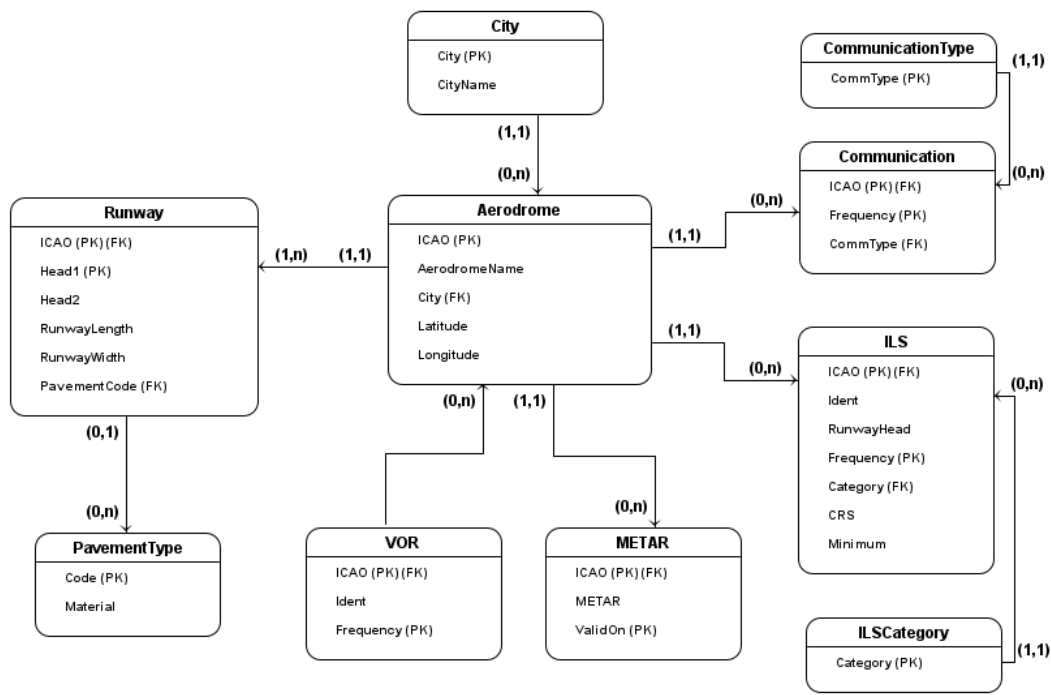 City
City (PK)
CityName
(1,1)
(0,n)
CommunicationType
CommType (PK)
(1,1)
Communication
ICAO (PK)(FK)
Frequency (PK)
CommType (FK)
(0,n)
(0,n)
Runway
ICAO (PK)(FK)
Head1 (PK)
Head2
RunwayLength
RunwayWidth
PavementCode (FK)
(1,n)
(1,1)
Aerodrome
ICAO (PK)
AerodromeName
City (FK)
Latitude
Longitude
(1,1)
(1,1)
(0,n)
ILS
ICAO (PK)(FK)
Ident
RunwayHead
Frequency (PK)
Category (FK)
CRS
Minimum
(0,n)
(0,1)
(0,n)
PavementType
Code (PK)
Material
(0,n)
(1,1)
VOR
ICAO (PK)(FK)
Ident
Frequency (PK)
(0,n)
METAR
ICAO (PK)(FK)
METAR
ValidOn (PK)
ILSCategory
Category (PK)
(1,1)